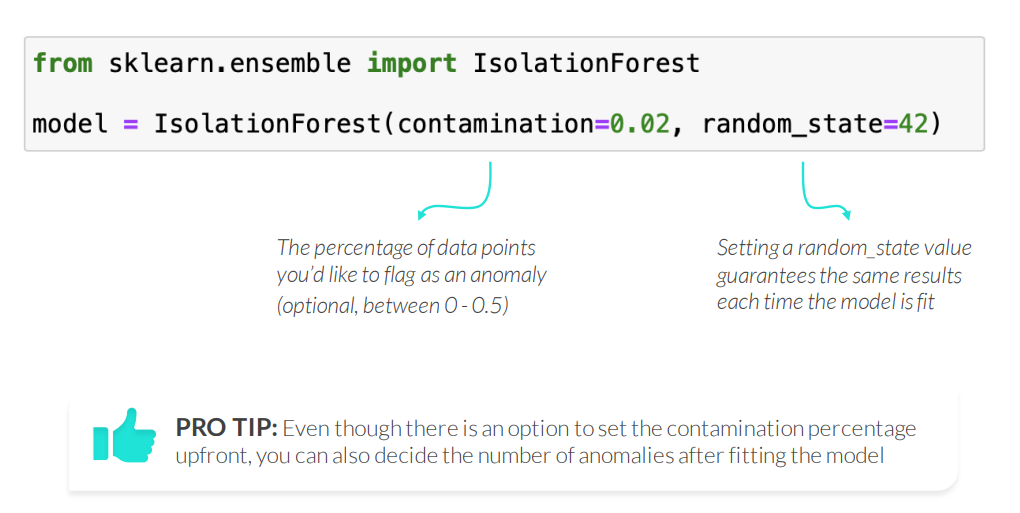 from sklearn.ensemble import IsolationForest
model = IsolationForest(contamination=0.02, random_state=42)
The percentage of data points
you'd like to flag as an anomaly
(optional, between 0 - 0.5)
Setting a random_state value
guarantees the same results
each time the model is fit
PRO TIP: Even though there is an option to set the contamination percentage
upfront, you can also decide the number of anomalies after fitting the model